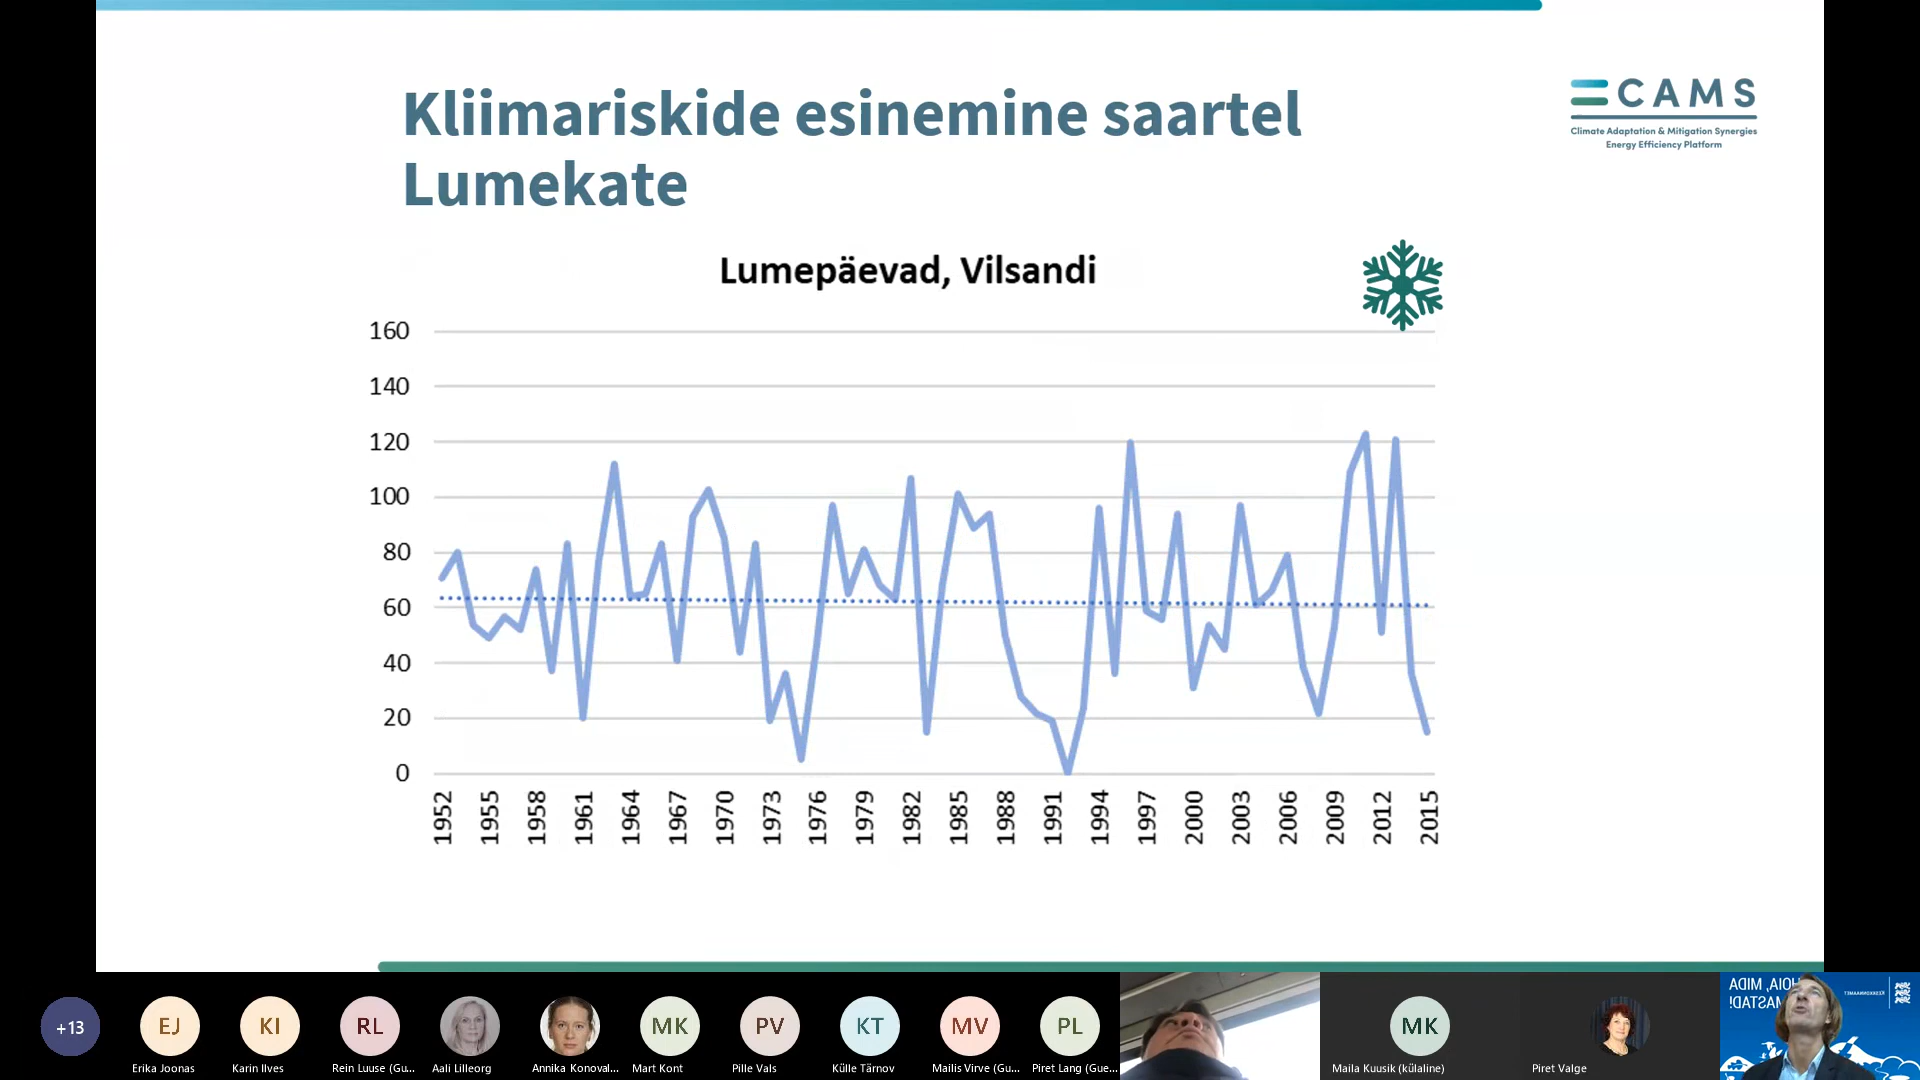 Kliimariskide esinemine saartel
Lumekate
CAMS
Climate Adaptation & Mitigation Synergies
Energy Efficiency Platform
Lumepäevad, Vilsandi
160
140
120
100
80
60
40
20
0
1952 1955 1958 1961 1964 1967 1970 1973 1976 1979 1982 1985 1988 1991 1994 1997 2000 2003 2006 2009 2012 2015
+13 EJ KI RL MK PV KT MV PL MK
Erika Joonas Karin Ilves Rein Luuse (Gu... Aali Lilleorg Annika Konoval... Mart Kont Pille Vals Külle Tärnov Mailis Virve (Gu... Piret Lang (Gue... Maila Kuusik (külaline) Piret Valge
HOIA, MIDA
ARMASTAD!
KESKKONNAAMET